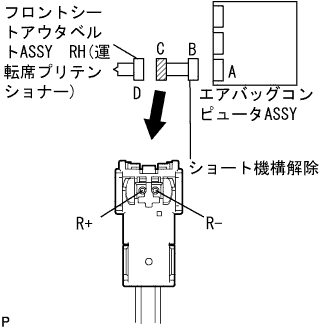 フロントシー
トアウタベル
トASSY RH(運
転席プリテン
ショナー)
C
B
A
D
エアバッグコン
ピュータASSY
ショート機構解除
R+
R-
P